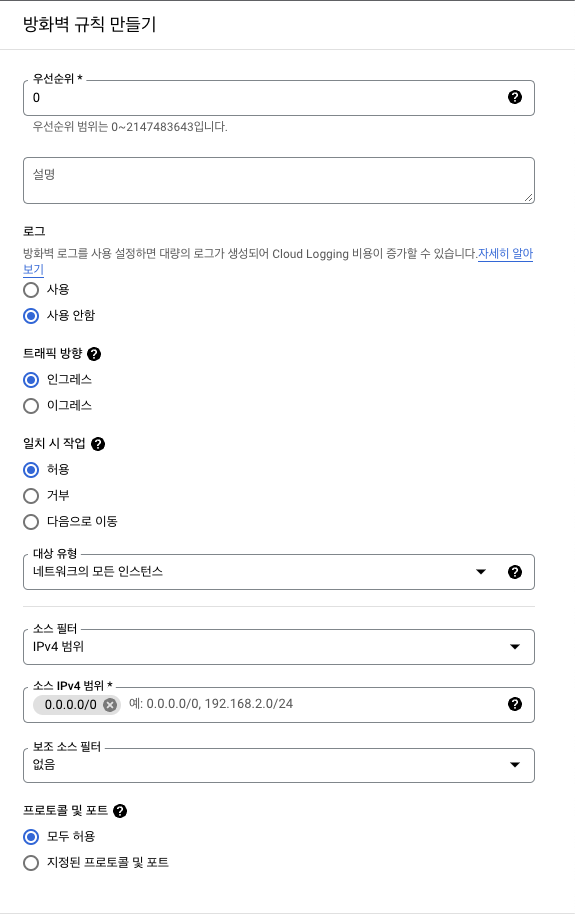 방화벽 규칙 만들기
우선순위 *
0
우선순위 범위는 0~2147483643입니다.
설명
로그
방화벽 로그를 사용 설정하면 대량의 로그가 생성되어 Cloud Logging 비용이 증가할 수 있습니다.자세히 알아
보기
사용
사용 안함
트래픽 방향
인그레스
이그레스
일치 시 작업
허용
거부
다음으로 이동
대상 유형
네트워크의 모든 인스턴스
소스 필터
IPv4 범위
소스 IPv4 범위 *
0.0.0.0/0 예: 0.0.0.0/0, 192.168.2.0/24
보조 소스 필터
없음
프로토콜 및 포트
모두 허용
지정된 프로토콜 및 포트